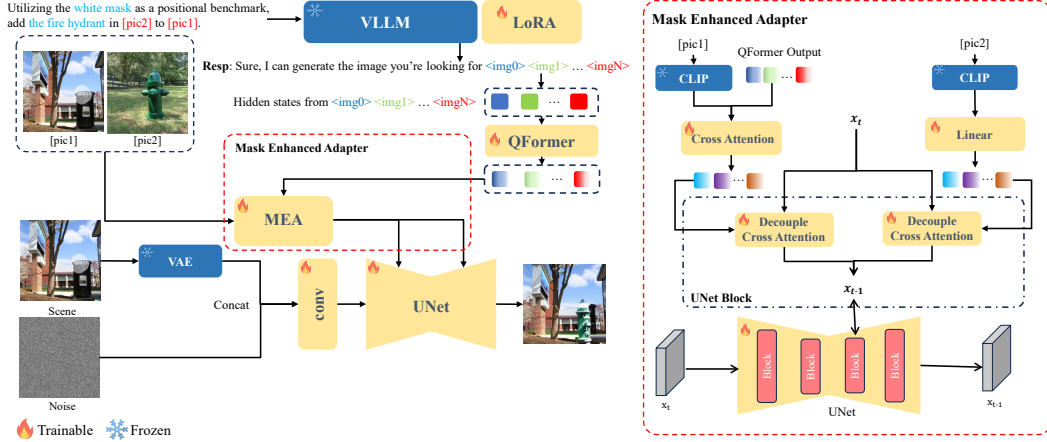 Utilizing the white mask as a positional benchmark,
add the fire hydrant in [pic2] to [pic1].
VLLM
LoRA
Resp: Sure, I can generate the image you're looking for <img0> <img1> … <imgN>
Hidden states from <img0> <img1> … <imgN>
[pic1]
[pic2]
QFormer
Mask Enhanced Adapter
MEA
VAE
Scene
Concat
conv
UNet
Noise
Trainable
Frozen
Mask Enhanced Adapter
[pic1]
QFormer Output
[pic2]
CLIP
CLIP
Cross Attention
x_t
Linear
Decouple
Cross Attention
Decouple
Cross Attention
x_{t-1}
UNet Block
Block
Block
Block
Block
x_t
UNet
x_{t-1}